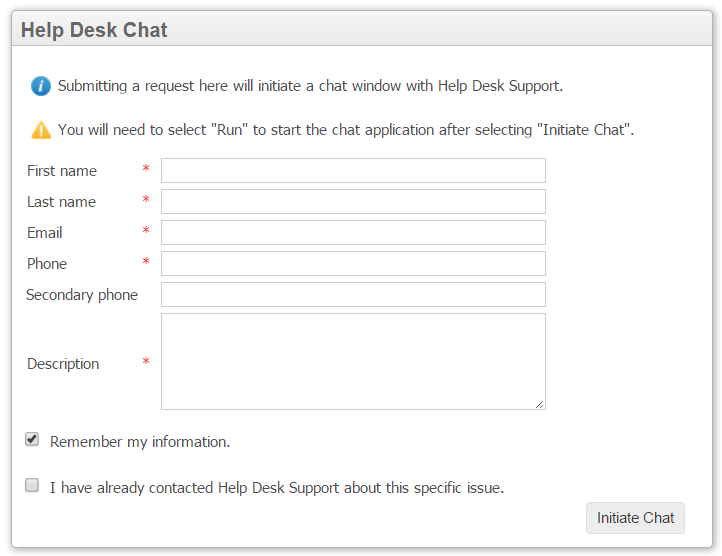 Help Desk Chat
Submitting a request here will initiate a chat window with Help Desk Support.
You will need to select "Run" to start the chat application after selecting "Initiate Chat".
First name *
Last name *
Email *
Phone *
Secondary phone
Description *
Remember my information.
I have already contacted Help Desk Support about this specific issue.
Initiate Chat